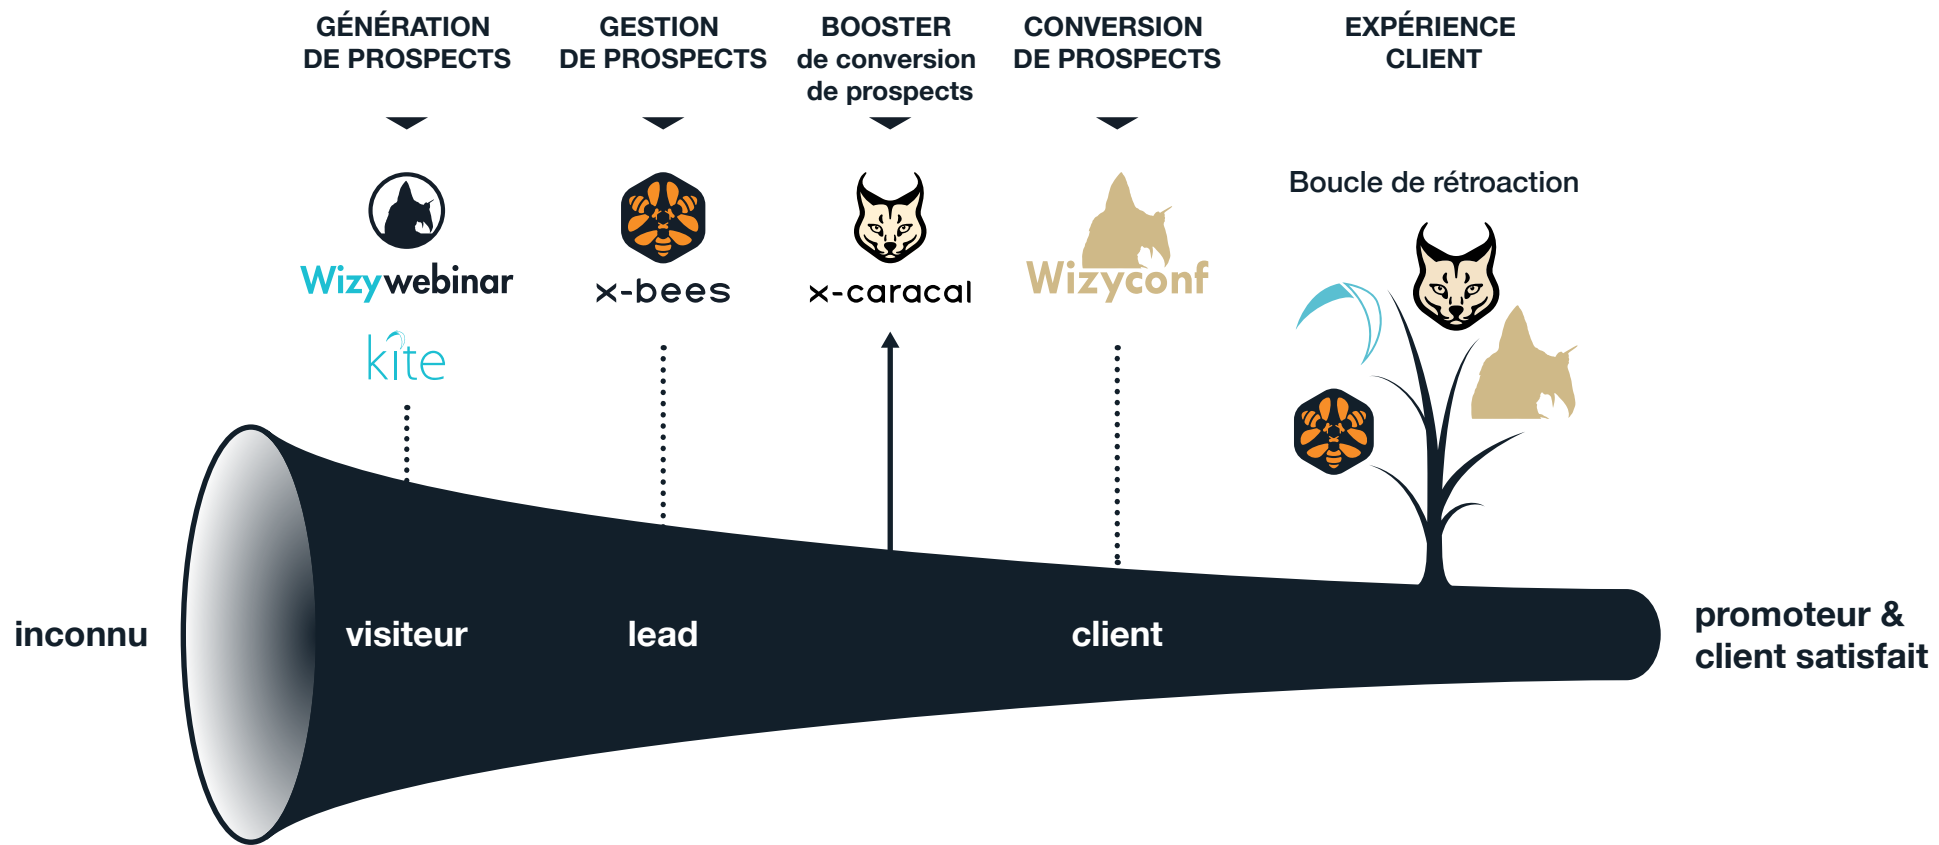 GÉNÉRATION
DE PROSPECTS
GESTION
DE PROSPECTS
BOOSTER
de conversion
de prospects
CONVERSION
DE PROSPECTS
EXPÉRIENCE
CLIENT
Wizywebinar
kite
x-bees
x-caracal
Wizyconf
Boucle de rétroaction
inconnu
visiteur
lead
client
promoteur &
client satisfait